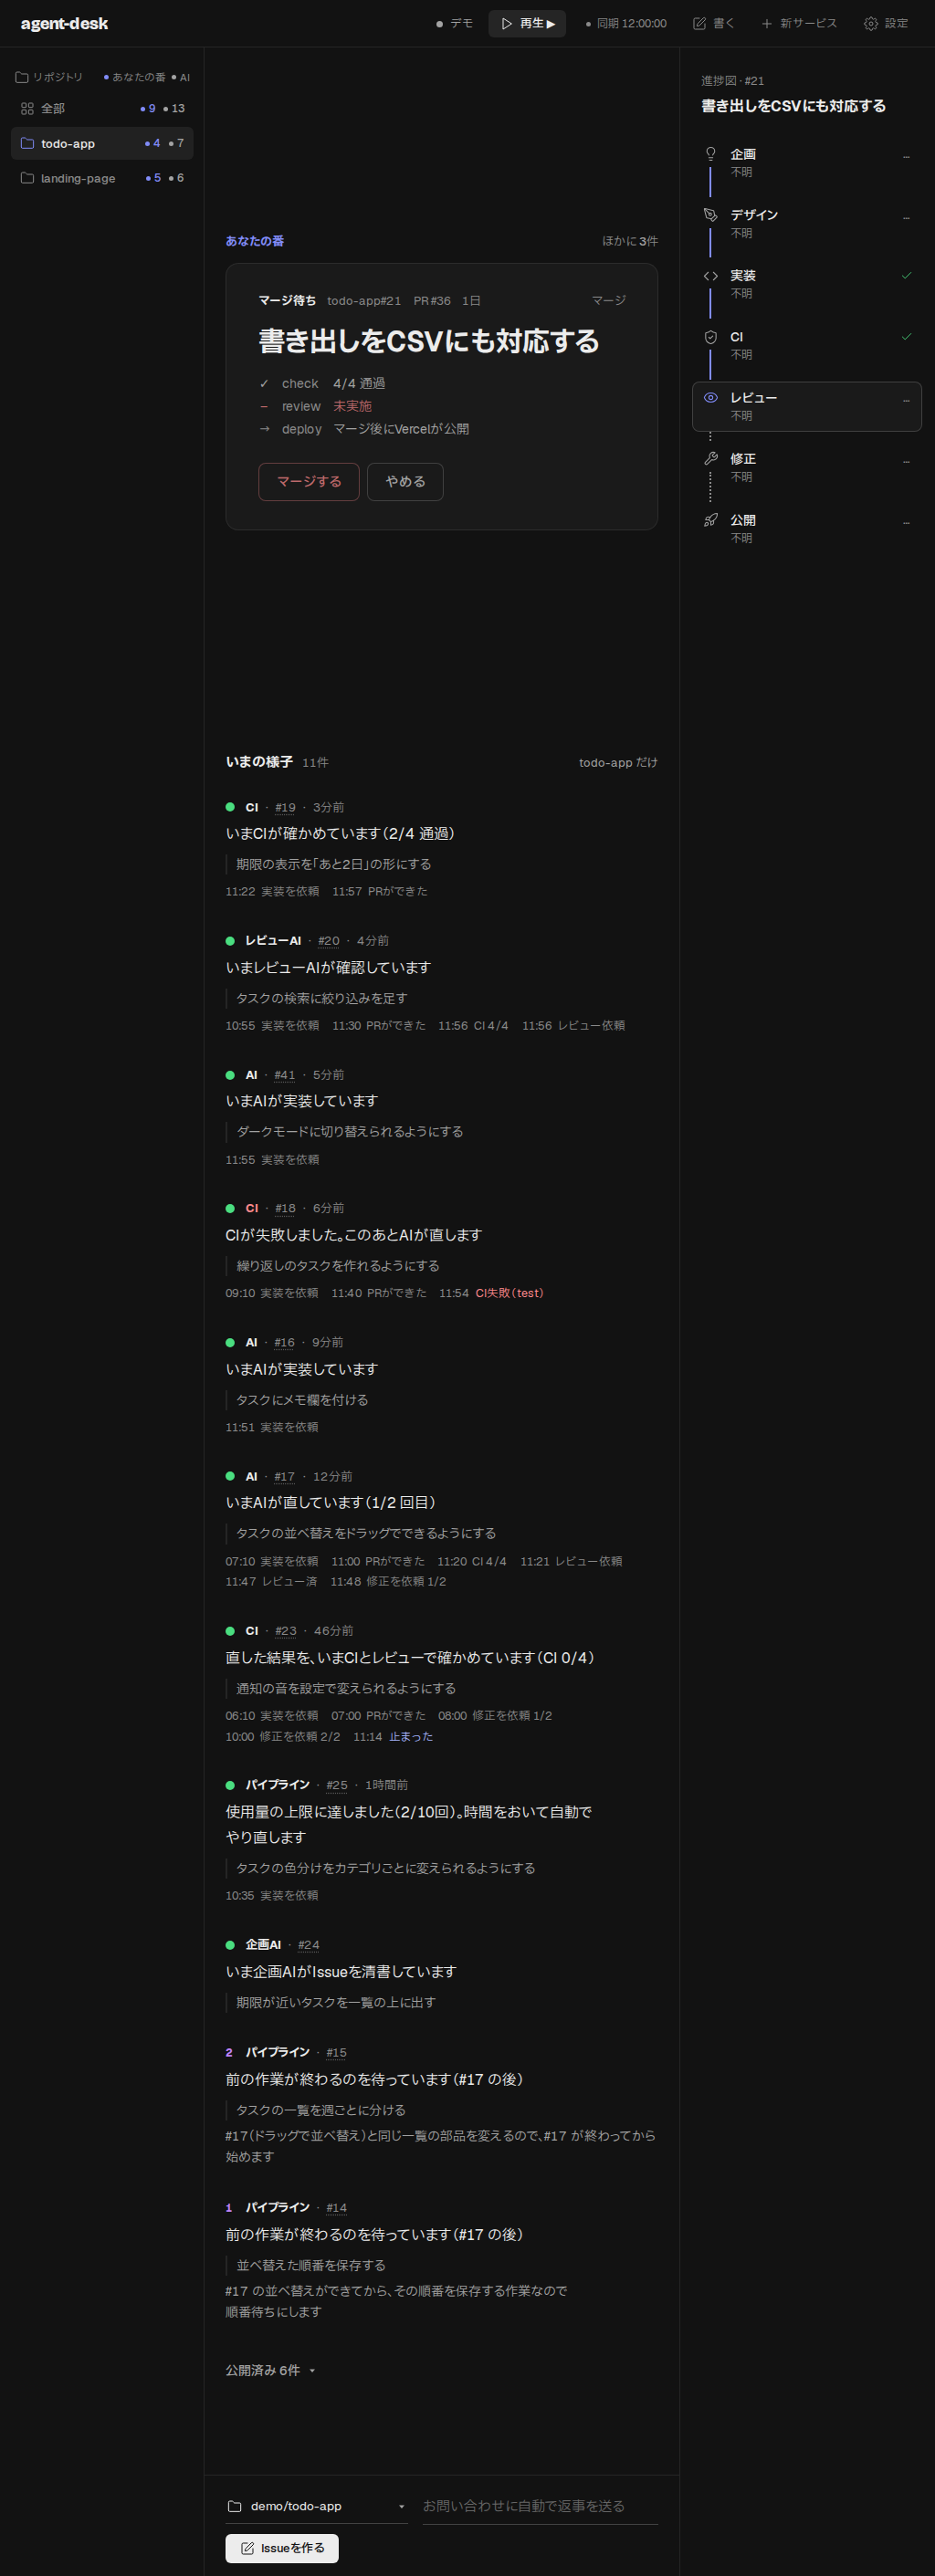 agent-desk
デモ
再生 ▶
同期 12:00:00
書く
新サービス
設定
リポジトリ
あなたの番
AI
全部 9 13
todo-app 4 7
landing-page 5 6
あなたの番
ほかに 3件
マージ待ち todo-app#21 PR#36 1日
マージ
書き出しをCSVにも対応する
✓ check 4/4 通過
– review 未実施
→ deploy マージ後にVercelが公開
マージする
やめる
いまの様子 11件
todo-app だけ
CI · #19 · 3分前
いまCIが確かめています（2/4 通過）
期限の表示を「あと2日」の形にする
11:22 実装を依頼 11:57 PRができた
レビューAI · #20 · 4分前
いまレビューAIが確認しています
タスクの検索に絞り込みを足す
10:55 実装を依頼 11:30 PRができた 11:56 CI 4/4 11:56 レビュー依頼
AI · #41 · 5分前
いまAIが実装しています
ダークモードに切り替えられるようにする
11:55 実装を依頼
CI · #18 · 6分前
CIが失敗しました。このあとAIが直します
繰り返しのタスクを作れるようにする
09:10 実装を依頼 11:40 PRができた 11:54 CI失敗（test）
AI · #16 · 9分前
いまAIが実装しています
タスクにメモ欄を付ける
11:51 実装を依頼
AI · #17 · 12分前
いまAIが直しています（1/2 回目）
タスクの並べ替えをドラッグでできるようにする
07:10 実装を依頼 11:00 PRができた 11:20 CI 4/4 11:21 レビュー依頼
11:47 レビュー済 11:48 修正を依頼 1/2
CI · #23 · 46分前
直した結果を、いまCIとレビューで確かめています（CI 0/4）
通知の音を設定で変えられるようにする
06:10 実装を依頼 07:00 PRができた 08:00 修正を依頼 1/2
10:00 修正を依頼 2/2 11:14 止まった
パイプライン · #25 · 1時間前
使用量の上限に達しました（2/10回）。時間をおいて自動で
やり直します
タスクの色分けをカテゴリごとに変えられるようにする
10:35 実装を依頼
企画AI · #24
いま企画AIがIssueを清書しています
期限が近いタスクを一覧の上に出す
2 パイプライン · #15
前の作業が終わるのを待っています（#17 の後）
タスクの一覧を週ごとに分ける
#17（ドラッグで並べ替え）と同じ一覧の部品を変えるので、#17 が終わってから
始めます
1 パイプライン · #14
前の作業が終わるのを待っています（#17 の後）
並べ替えた順番を保存する
#17 の並べ替えができてから、その順番を保存する作業なので
順番待ちにします
公開済み 6件
demo/todo-app
お問い合わせに自動で返事を送る
Issueを作る
進捗図 · #21
書き出しをCSVにも対応する
企画 …
不明
デザイン …
不明
実装 ✓
不明
CI ✓
不明
レビュー …
不明
修正 …
不明
公開 …
不明